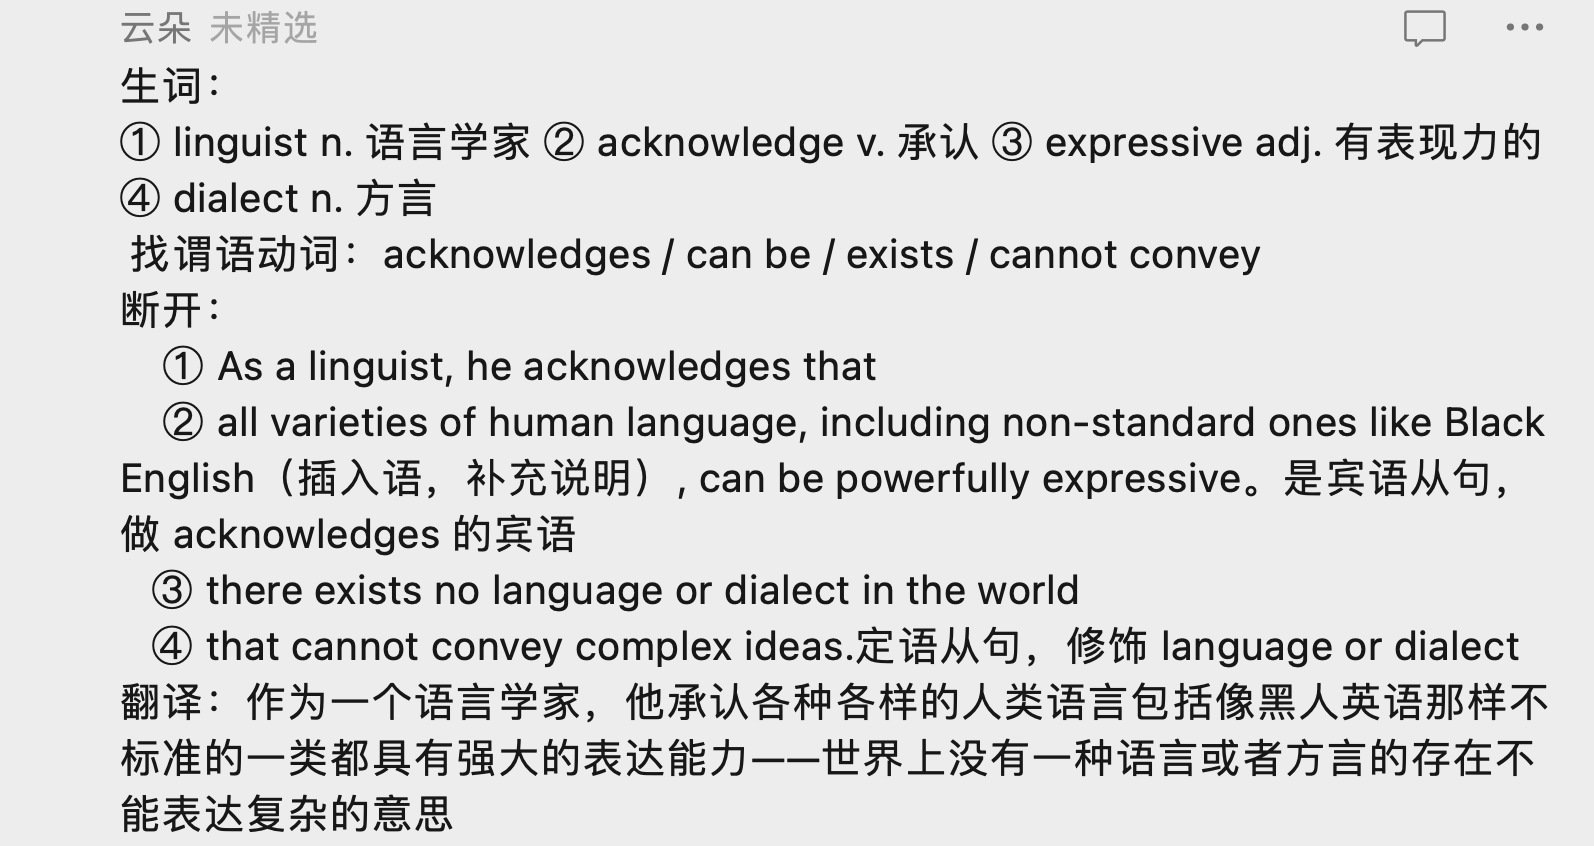 云朵 未精选
生词：
① linguist n. 语言学家 ② acknowledge v. 承认 ③ expressive adj. 有表现力的
④ dialect n. 方言
找谓语动词：acknowledges / can be / exists / cannot convey
断开：
① As a linguist, he acknowledges that
② all varieties of human language, including non-standard ones like Black
English（插入语，补充说明）, can be powerfully expressive。是宾语从句，
做 acknowledges 的宾语
③ there exists no language or dialect in the world
④ that cannot convey complex ideas.定语从句，修饰 language or dialect
翻译：作为一个语言学家，他承认各种各样的人类语言包括像黑人英语那样不
标准的一类都具有强大的表达能力——世界上没有一种语言或者方言的存在不
能表达复杂的意思